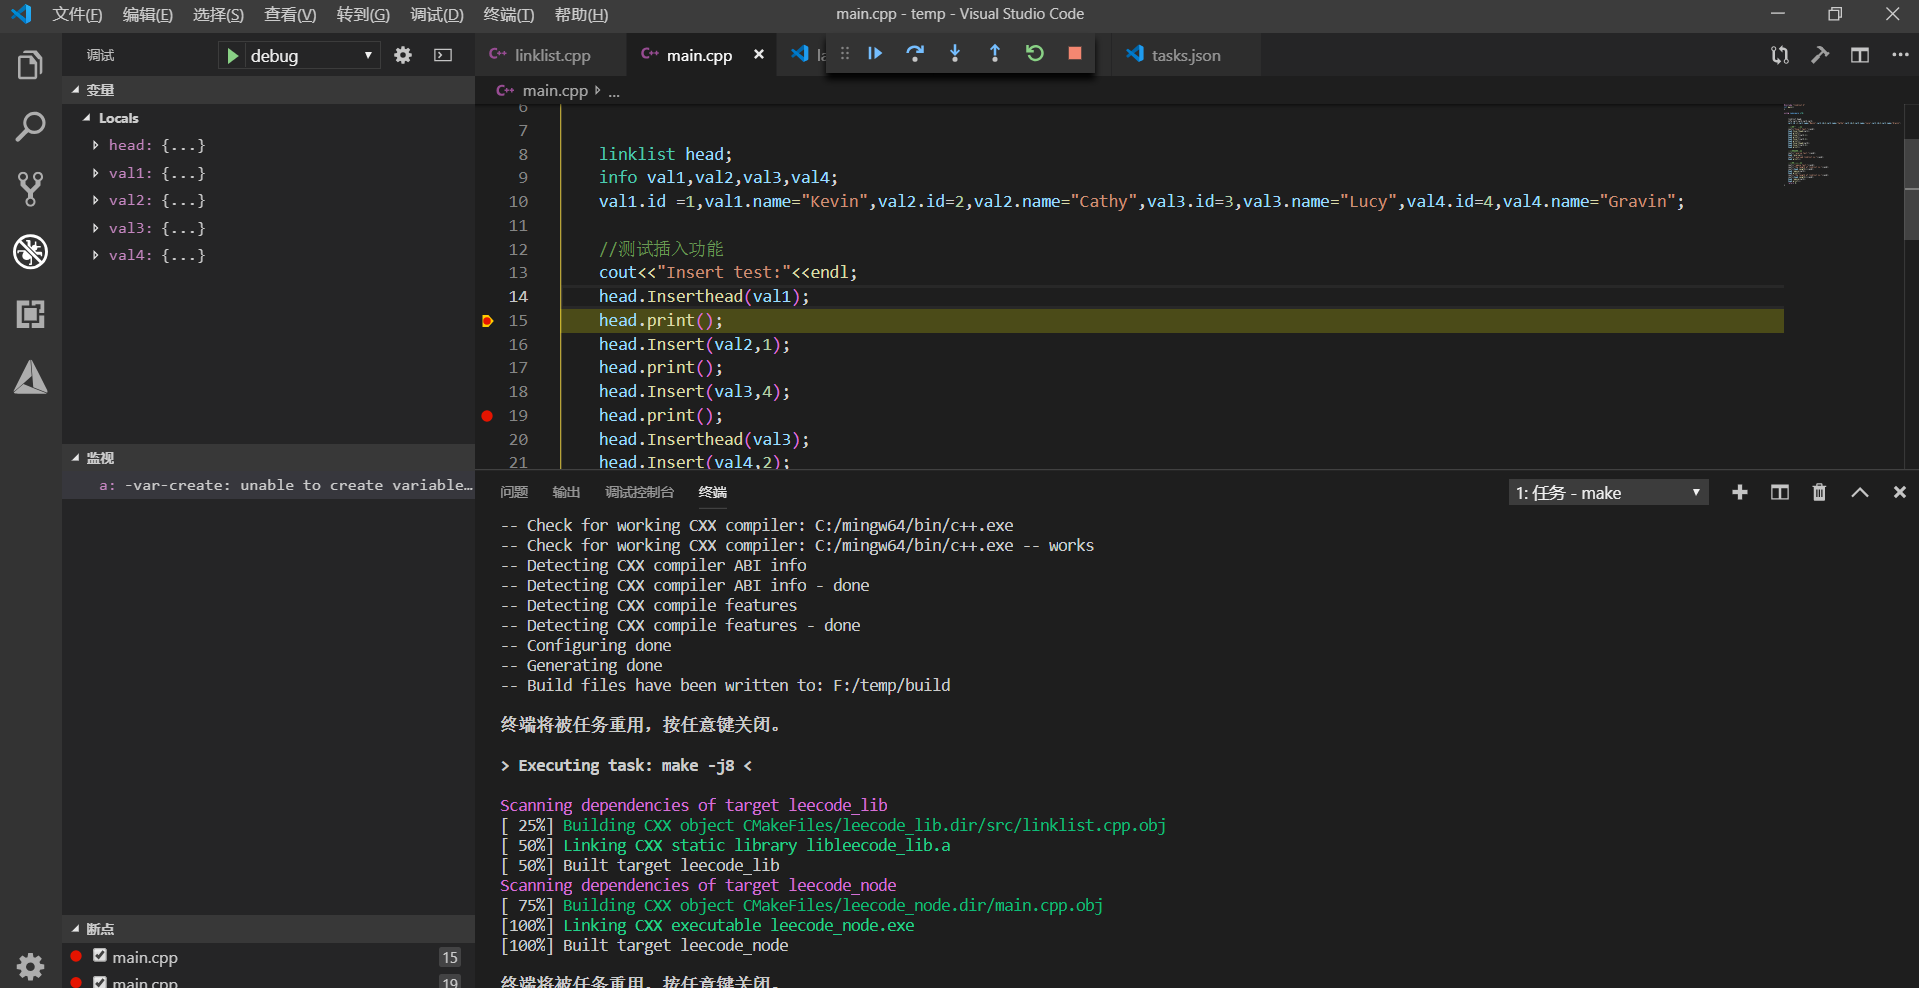 文件(F) 编辑(E) 选择(S) 查看(V) 转到(G) 调试(D) 终端(T) 帮助(H)
main.cpp - temp - Visual Studio Code
调试
debug
linklist.cpp
main.cpp
tasks.json
变量
Locals
head: {...}
val1: {...}
val2: {...}
val3: {...}
val4: {...}
监视
a: -var-create: unable to create variable…
断点
main.cpp 15
main.cpp 19
main.cpp ...
6
7
8 linklist head;
9 info val1,val2,val3,val4;
10 val1.id =1,val1.name="Kevin",val2.id=2,val2.name="Cathy",val3.id=3,val3.name="Lucy",val4.id=4,val4.name="Gravin";
11
12 //测试插入功能
13 cout<<"Insert test:"<<endl;
14 head.Inserthead(val1);
15 head.print();
16 head.Insert(val2,1);
17 head.print();
18 head.Insert(val3,4);
19 head.print();
20 head.Inserthead(val3);
21 head.Insert(val4,2);
问题 输出 调试控制台 终端
1: 任务 - make
-- Check for working CXX compiler: C:/mingw64/bin/c++.exe
-- Check for working CXX compiler: C:/mingw64/bin/c++.exe -- works
-- Detecting CXX compiler ABI info
-- Detecting CXX compiler ABI info - done
-- Detecting CXX compile features
-- Detecting CXX compile features - done
-- Configuring done
-- Generating done
-- Build files have been written to: F:/temp/build
终端将被任务重用，按任意键关闭。
> Executing task: make -j8 <
Scanning dependencies of target leecode_lib
[ 25%] Building CXX object CMakeFiles/leecode_lib.dir/src/linklist.cpp.obj
[ 50%] Linking CXX static library libleecode_lib.a
[ 50%] Built target leecode_lib
Scanning dependencies of target leecode_node
[ 75%] Building CXX object CMakeFiles/leecode_node.dir/main.cpp.obj
[100%] Linking CXX executable leecode_node.exe
[100%] Built target leecode_node
终端将被任务重用，按任意键关闭。